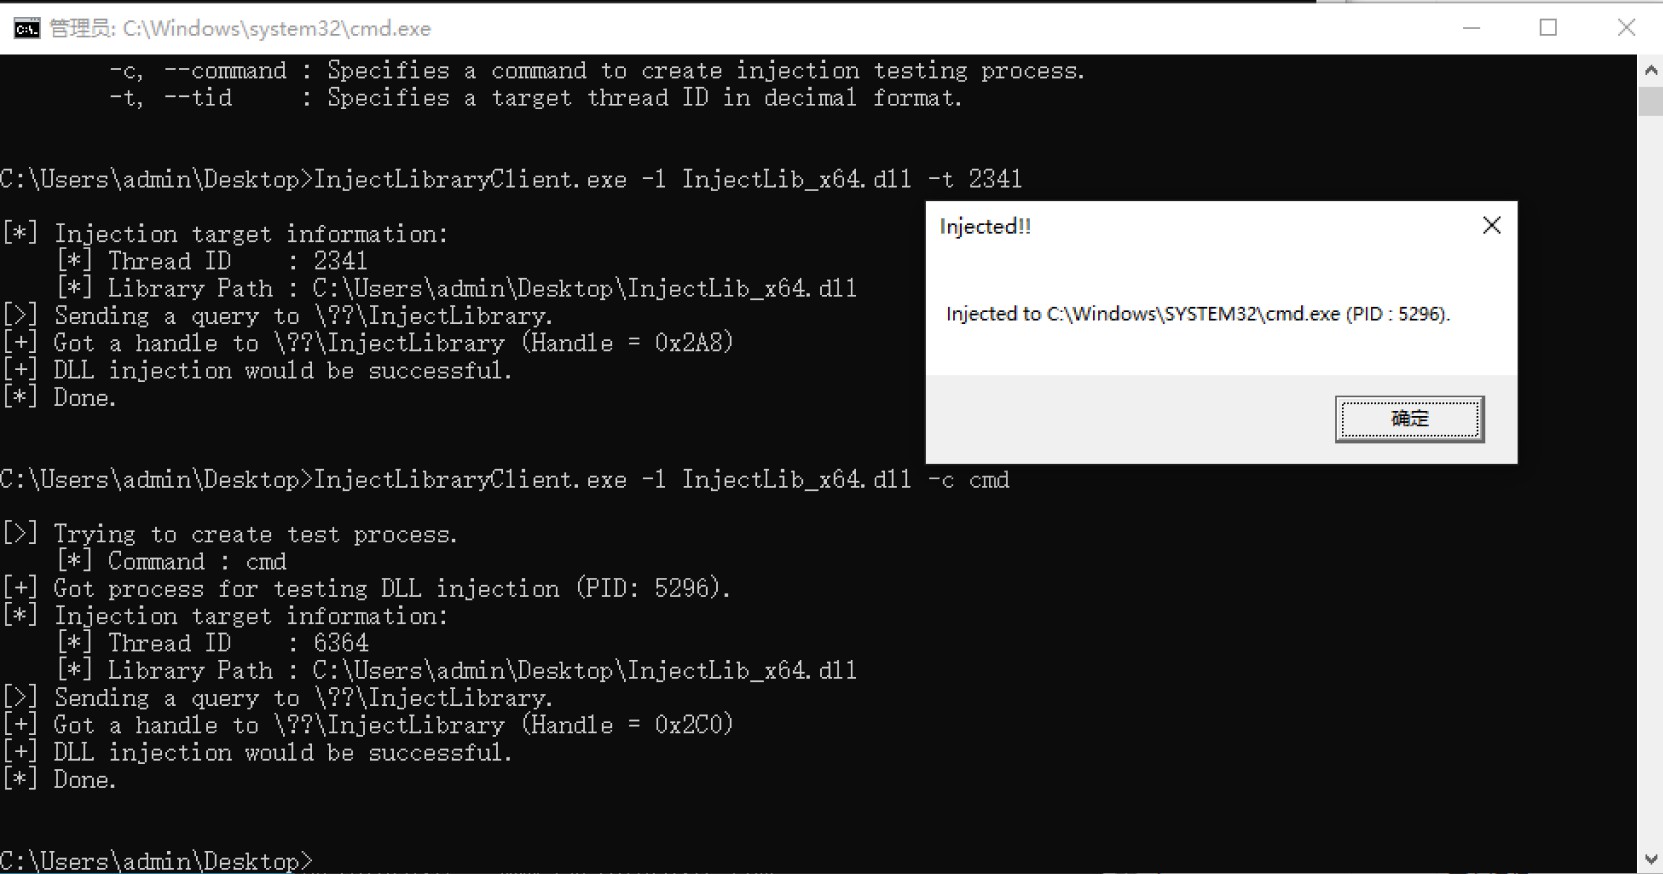 管理员: C:\Windows\system32\cmd.exe
-c, --command : Specifies a command to create injection testing process.
-t, --tid : Specifies a target thread ID in decimal format.
C:\Users\admin\Desktop>InjectLibraryClient.exe -l InjectLib_x64.dll -t 2341
[*] Injection target information:
[*] Thread ID : 2341
[*] Library Path : C:\Users\admin\Desktop\InjectLib_x64.dll
[>] Sending a query to \??\InjectLibrary.
[+] Got a handle to \??\InjectLibrary (Handle = 0x2A8)
[+] DLL injection would be successful.
[*] Done.
Injected!!
Injected to C:\Windows\SYSTEM32\cmd.exe (PID : 5296).
确定
C:\Users\admin\Desktop>InjectLibraryClient.exe -l InjectLib_x64.dll -c cmd
[>] Trying to create test process.
[*] Command : cmd
[+] Got process for testing DLL injection (PID: 5296).
[*] Injection target information:
[*] Thread ID : 6364
[*] Library Path : C:\Users\admin\Desktop\InjectLib_x64.dll
[>] Sending a query to \??\InjectLibrary.
[+] Got a handle to \??\InjectLibrary (Handle = 0x2C0)
[+] DLL injection would be successful.
[*] Done.
C:\Users\admin\Desktop>